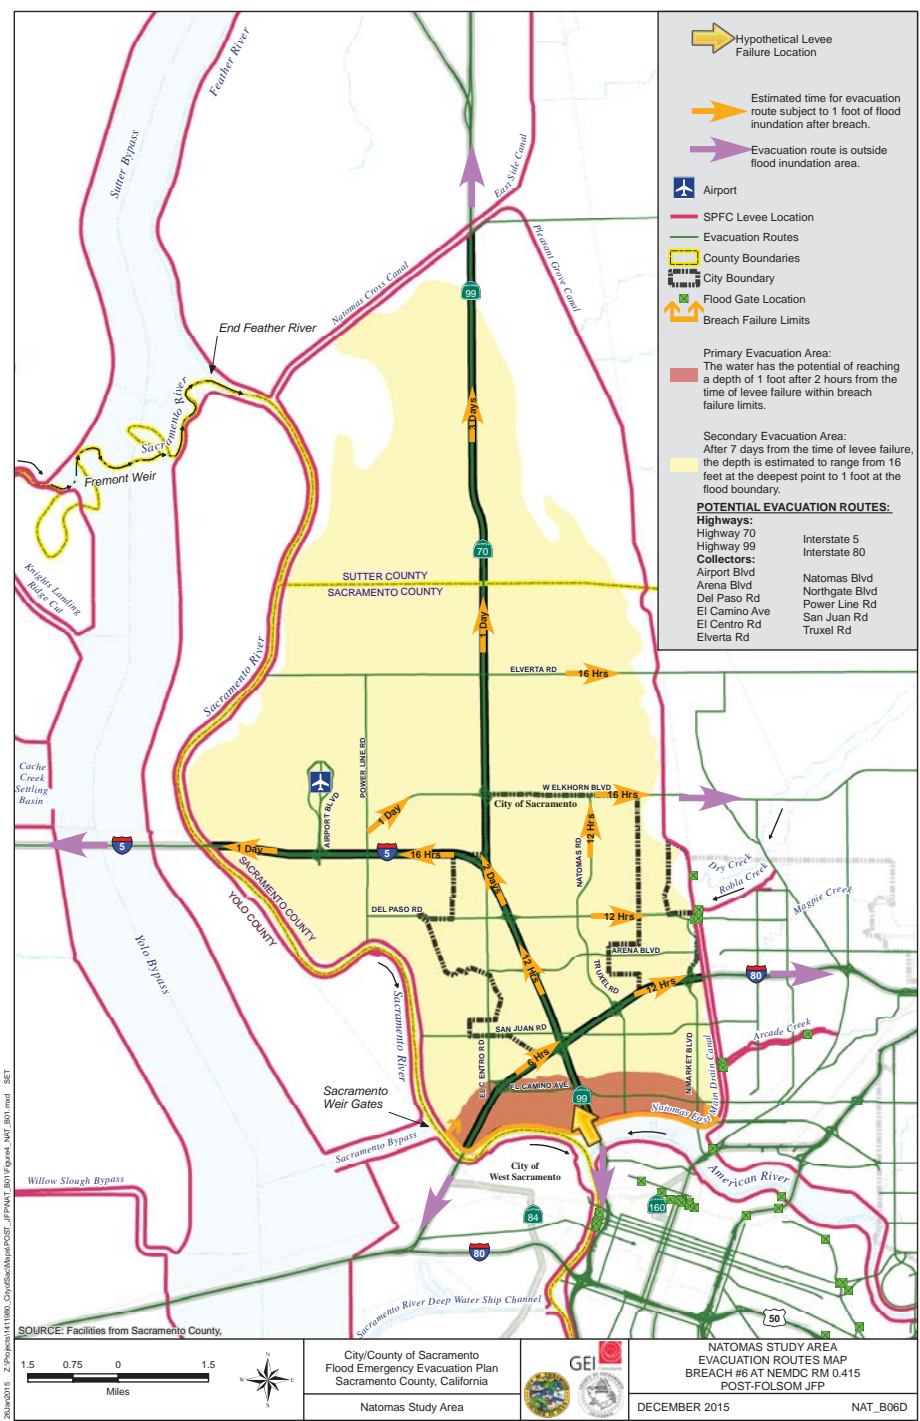 Hypothetical Levee
Failure Location
Estimated time for evacuation
route subject to 1 foot of flood
inundation after breach.
Evacuation route is outside
flood inundation area.
Airport
SPFC Levee Location
Evacuation Routes
County Boundaries
City Boundary
Flood Gate Location
Breach Failure Limits
Primary Evacuation Area:
The water has the potential of reaching
a depth of 1 foot after 2 hours from the
time of levee failure within breach
failure limits.
Secondary Evacuation Area:
After 7 days from the time of levee failure,
the depth is estimated to range from 16
feet at the deepest point to 1 foot at the
flood boundary.
POTENTIAL EVACUATION ROUTES:
Highways:
Highway 70
Highway 99
Interstate 5
Interstate 80
Collectors:
Airport Blvd
Arena Blvd
Del Paso Rd
El Camino Ave
El Centro Rd
Elverta Rd
Natomas Blvd
Northgate Blvd
Power Line Rd
San Juan Rd
Truxel Rd
Feather River
Sutter Bypass
East Side Canal
Pleasant Grove Canal
Natomas Cross Canal
99
End Feather River
Sacramento River
3 Days
Fremont Weir
70
Knights Landing
Ridge Cut
SUTTER COUNTY
SACRAMENTO COUNTY
1 Day
Sacramento River
ELVERTA RD
16 Hrs
POWER LINE RD
Cache
Creek
Settling
Basin
AIRPORT BLVD
W ELKHORN BLVD
16 Hrs
City of Sacramento
1 Day
12 Hrs
NATOMAS RD
5
1 Day
5
16 Hrs
2 Days
SACRAMENTO COUNTY
YOLO COUNTY
Dry Creek
Robla Creek
Magpie Creek
DEL PASO RD
12 Hrs
ARENA BLVD
Yolo Bypass
12 Hrs
TRUXEL RD
12 Hrs
80
Sacramento River
SAN JUAN RD
Arcade Creek
EL C ENTRO RD
6 Hrs
N MARKET BLVD
EL CAMINO AVE
99
Natomas East
Main Drain Canal
Sacramento
Weir Gates
Sacramento Bypass
City of
West Sacramento
American River
Willow Slough Bypass
84
160
80
Sacramento River Deep Water Ship Channel
50
SOURCE: Facilities from Sacramento County,
1.5 0.75 0 1.5
Miles
N
W E
S
City/County of Sacramento
Flood Emergency Evacuation Plan
Sacramento County, California
Natomas Study Area
GEI
NATOMAS STUDY AREA
EVACUATION ROUTES MAP
BREACH #6 AT NEMDC RM 0.415
POST-FOLSOM JFP
DECEMBER 2015
NAT_B06D